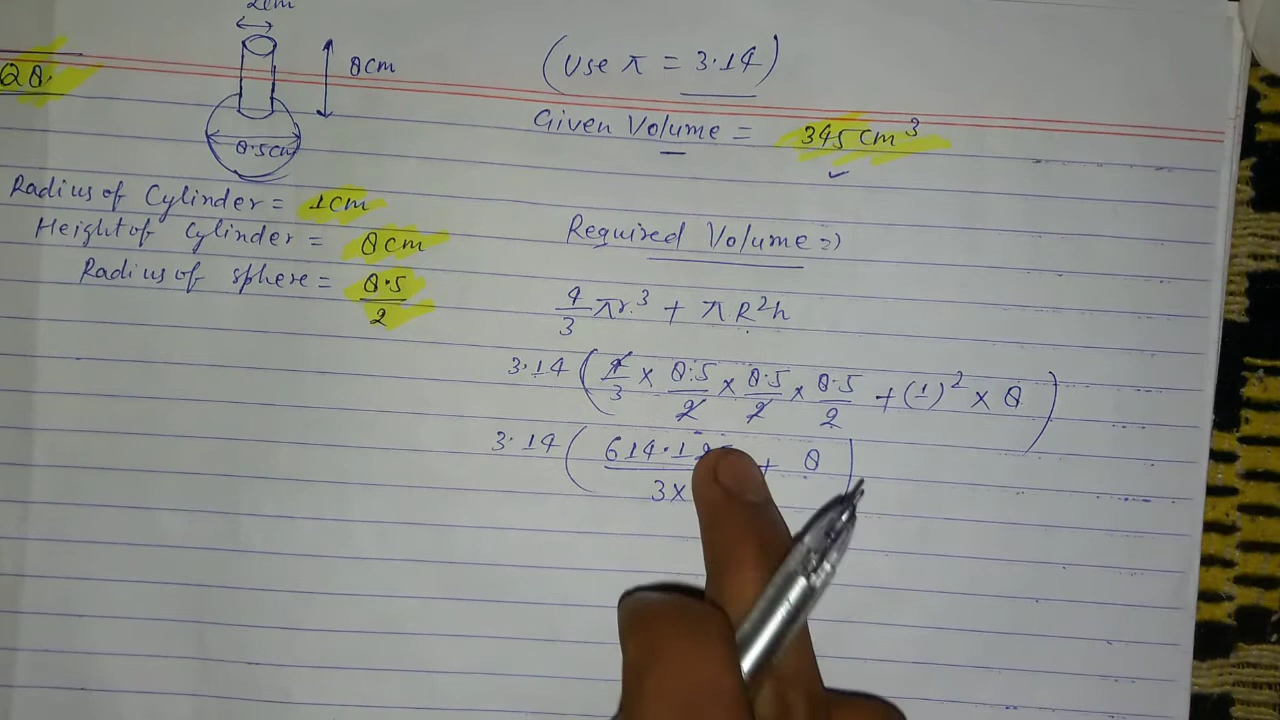 2cm
8cm
(Use π = 3.14)
Q8.
Given Volume = 345 cm³
8.5cm
Radius of Cylinder = 1cm
Height of Cylinder = 8cm
Radius of sphere = 8.5/2
Required Volume ⇒
4/3 πr³ + πR²h
3.14 ( 4/3 × 8.5/2 × 8.5/2 × 8.5/2 + (1)² × 8 )
3.14 ( 614.1 / 3× + 8 )